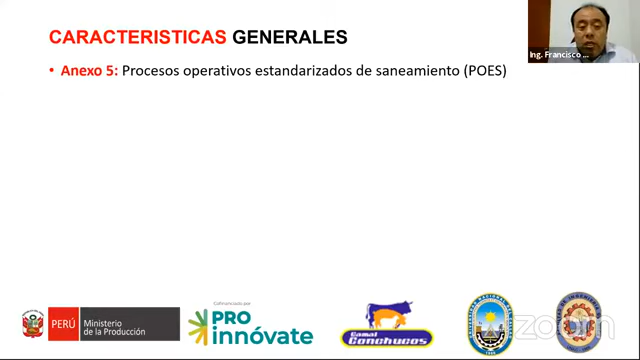 CARACTERISTICAS GENERALES
• Anexo 5: Procesos operativos estandarizados de saneamiento (POES)
Ing. Francisco
PERÚ
Ministerio
de la Producción
Cofinanciado por
PRO
innóvate
Camal
Conchucos
zoom